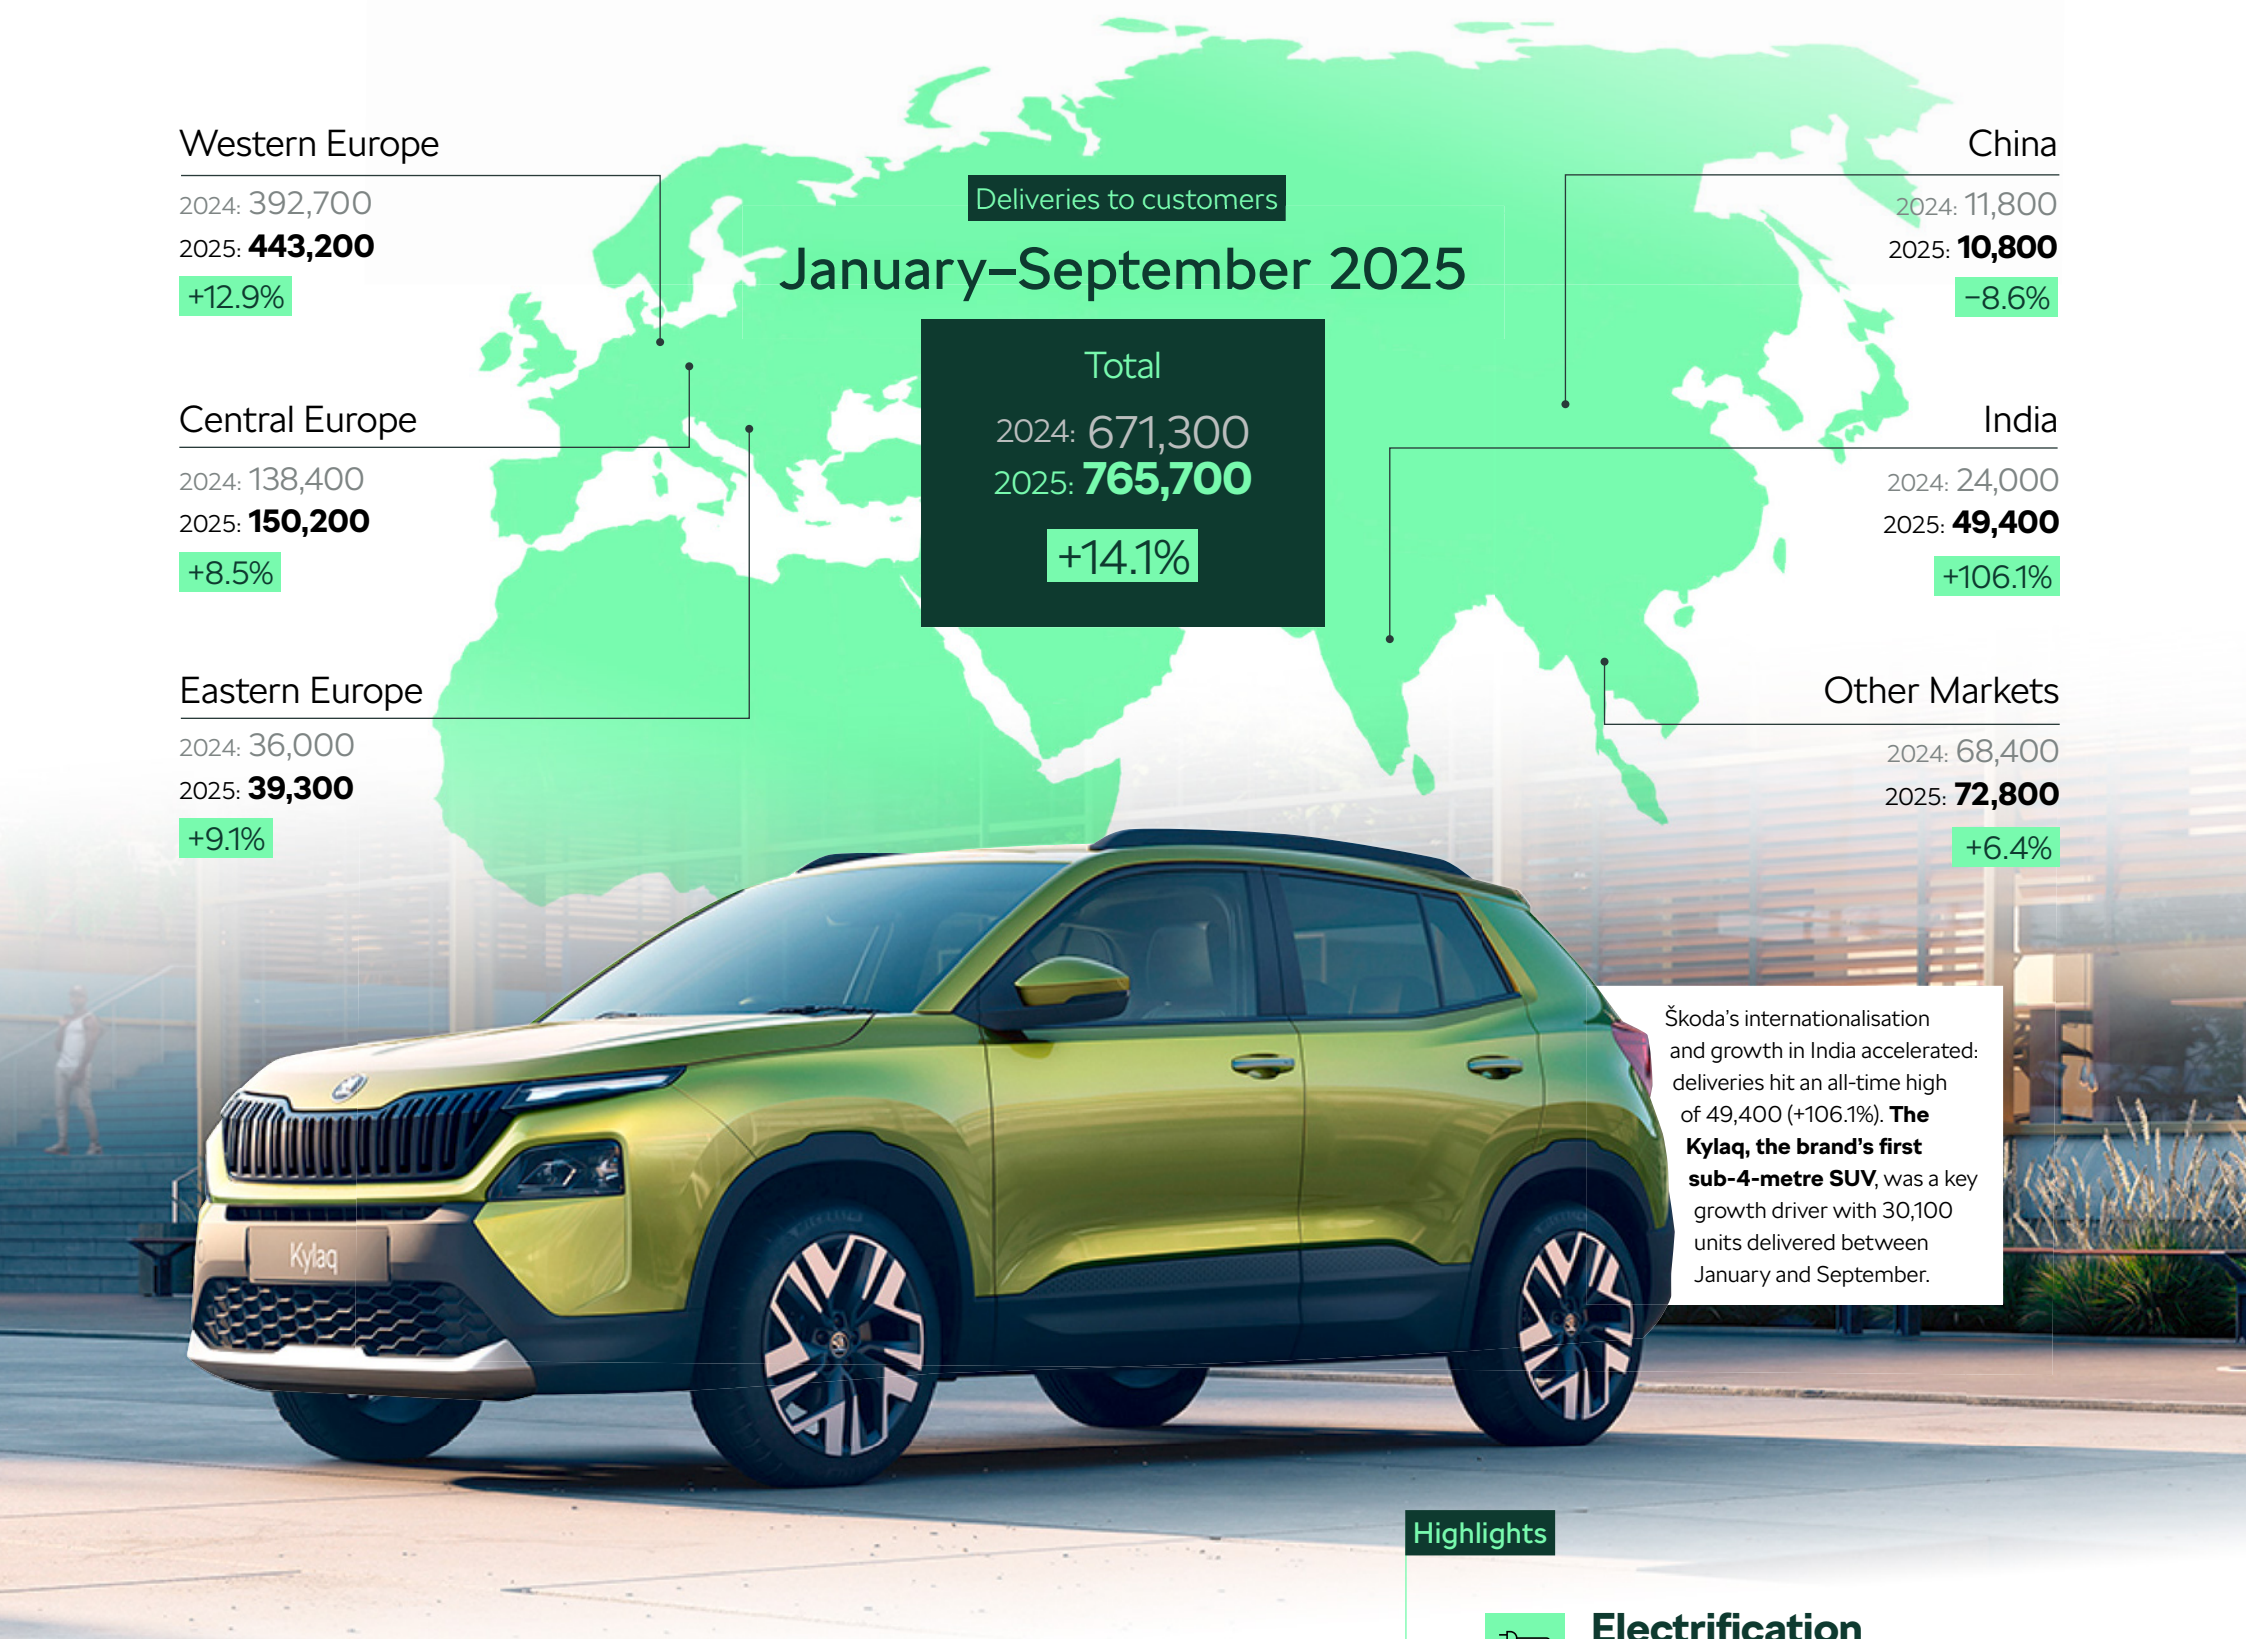 Western Europe
2024: 392,700
2025: 443,200
+12.9%
Central Europe
2024: 138,400
2025: 150,200
+8.5%
Eastern Europe
2024: 36,000
2025: 39,300
+9.1%
Deliveries to customers
January–September 2025
Total
2024: 671,300
2025: 765,700
+14.1%
China
2024: 11,800
2025: 10,800
−8.6%
India
2024: 24,000
2025: 49,400
+106.1%
Other Markets
2024: 68,400
2025: 72,800
+6.4%
Škoda's internationalisation
and growth in India accelerated:
deliveries hit an all-time high
of 49,400 (+106.1%). The
Kylaq, the brand's first
sub-4-metre SUV, was a key
growth driver with 30,100
units delivered between
January and September.
Kylaq
Highlights
Electrification